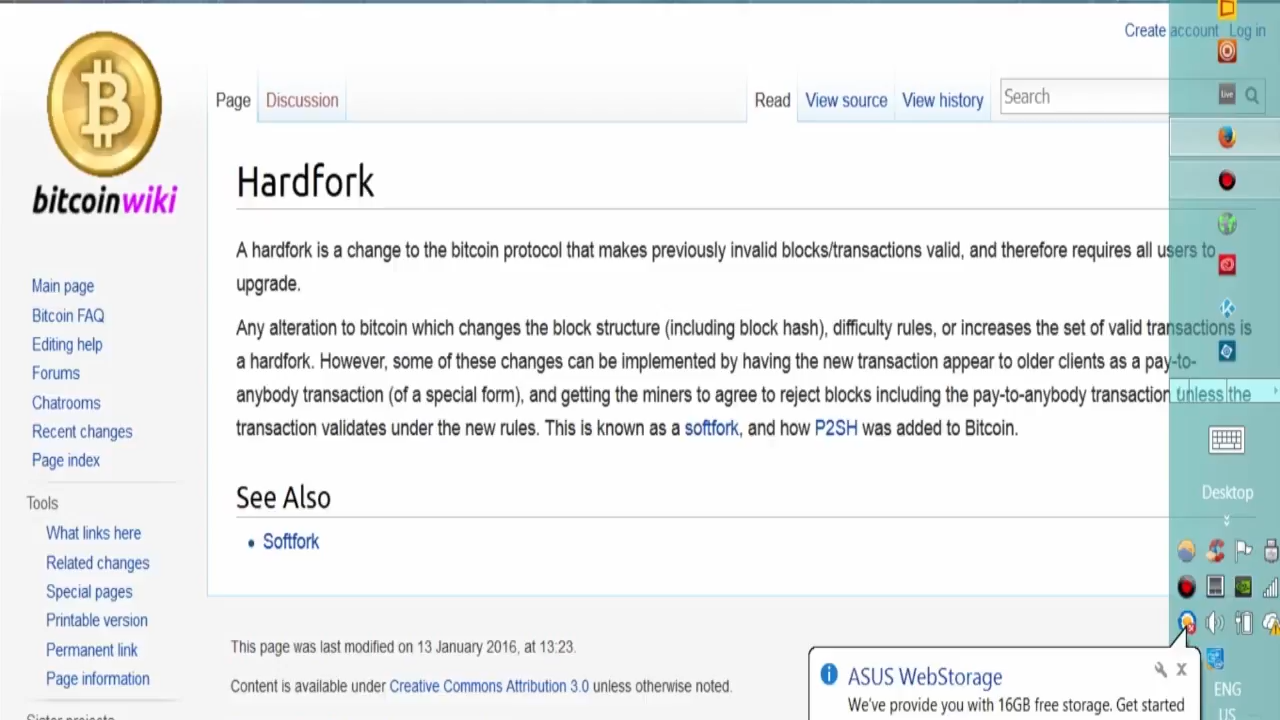 Create account Log in
Page Discussion Read View source View history Search
bitcoinwiki
Hardfork
A hardfork is a change to the bitcoin protocol that makes previously invalid blocks/transactions valid, and therefore requires all users to
upgrade.
Any alteration to bitcoin which changes the block structure (including block hash), difficulty rules, or increases the set of valid transactions is
a hardfork. However, some of these changes can be implemented by having the new transaction appear to older clients as a pay-to-
anybody transaction (of a special form), and getting the miners to agree to reject blocks including the pay-to-anybody transaction unless the
transaction validates under the new rules. This is known as a softfork, and how P2SH was added to Bitcoin.
See Also
• Softfork
This page was last modified on 13 January 2016, at 13:23.
Content is available under Creative Commons Attribution 3.0 unless otherwise noted.
Main page
Bitcoin FAQ
Editing help
Forums
Chatrooms
Recent changes
Page index
Tools
What links here
Related changes
Special pages
Printable version
Permanent link
Page information
Sister projects
Live
Desktop
ENG
US
ASUS WebStorage
We've provide you with 16GB free storage. Get started